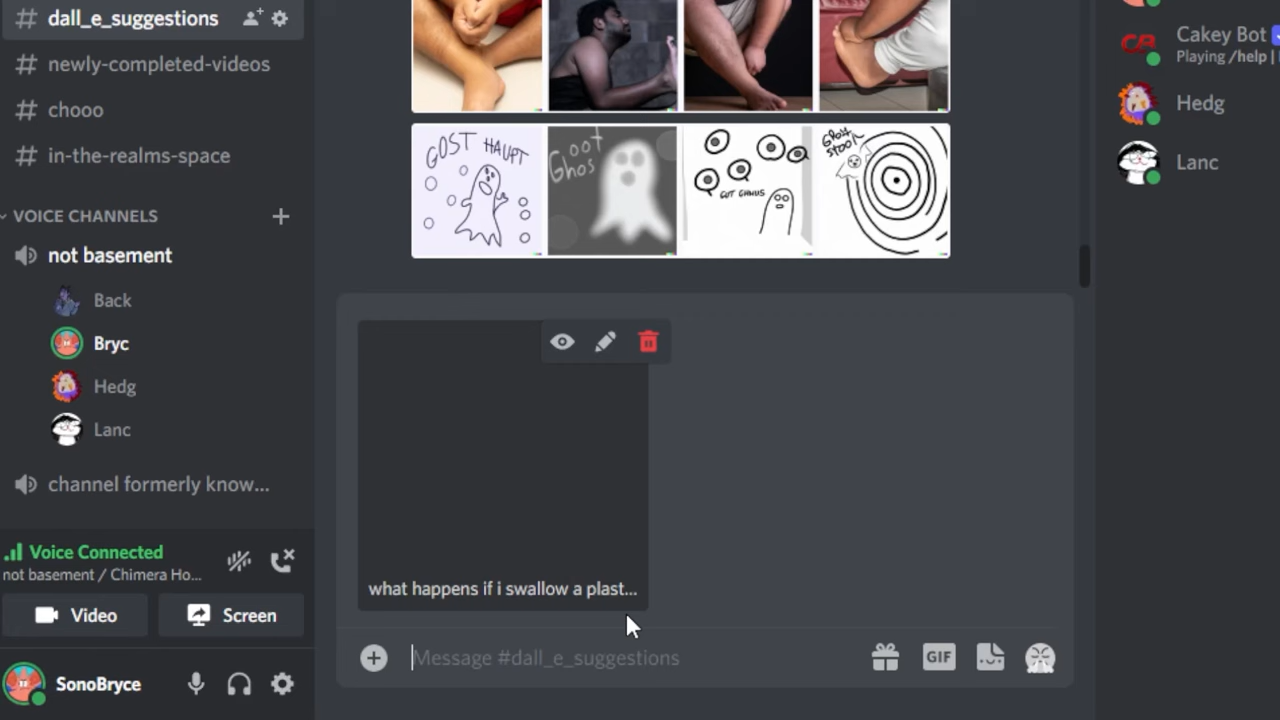 dall_e_suggestions
newly-completed-videos
chooo
in-the-realms-space
VOICE CHANNELS
not basement
Back
Bryc
Hedg
Lanc
channel formerly know...
Voice Connected
not basement / Chimera Ho...
Video
Screen
SonoBryce
GOST HAUPT
Goot
Ghos
GUT GHNUS
what happens if i swallow a plast...
Message #dall_e_suggestions
GIF
Cakey Bot
Playing /help |
Hedg
Lanc